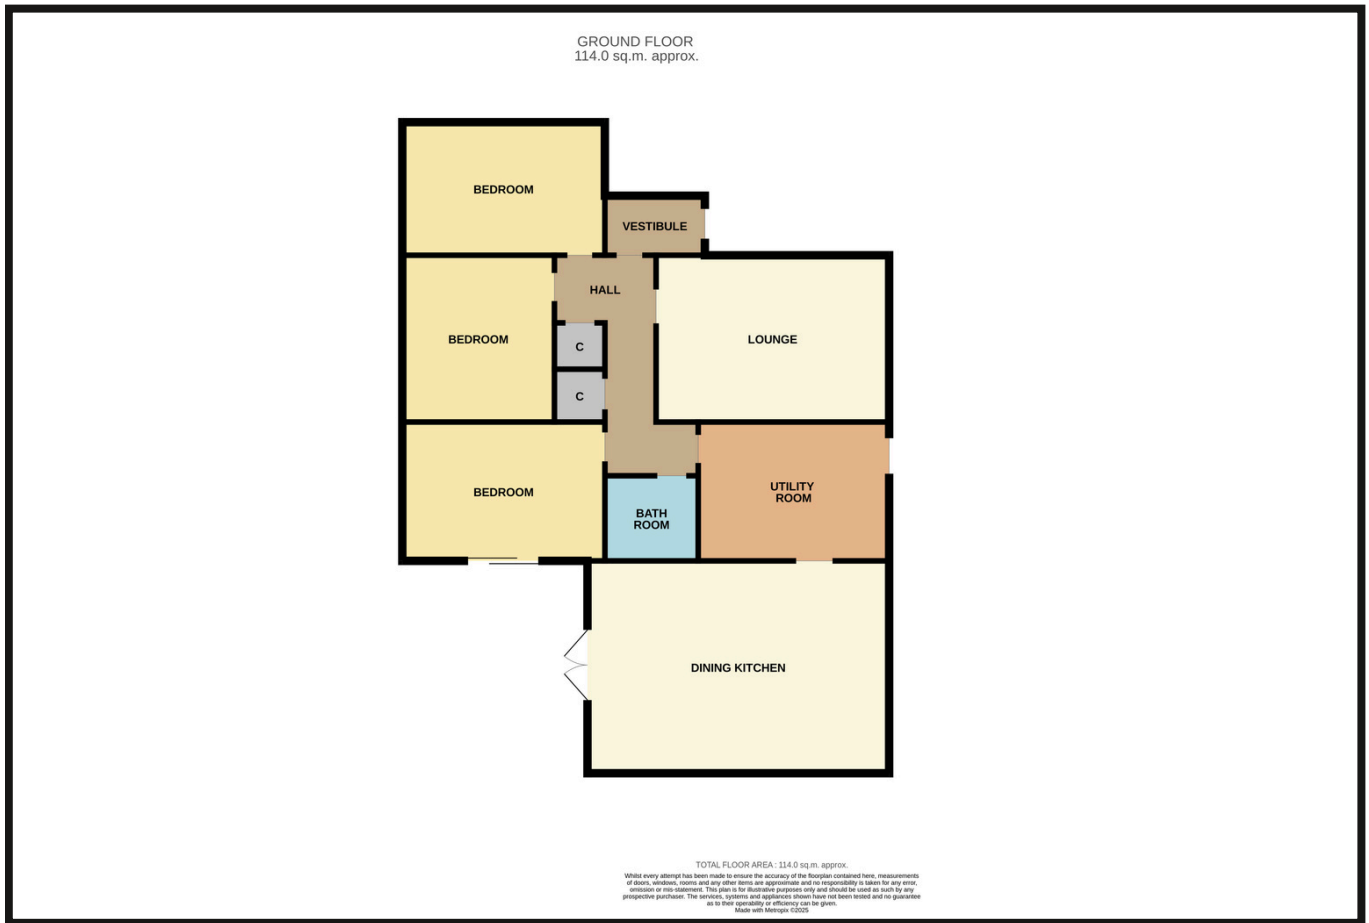 GROUND FLOOR
114.0 sq.m. approx.
BEDROOM
VESTIBULE
HALL
BEDROOM
C
LOUNGE
C
BEDROOM
UTILITY
ROOM
BATH
ROOM
DINING KITCHEN
TOTAL FLOOR AREA : 114.0 sq.m. approx.
Whilst every attempt has been made to ensure the accuracy of the floorplan contained here, measurements
of doors, windows, rooms and any other items are approximate and no responsibility is taken for any error,
omission or mis-statement. This plan is for illustrative purposes only and should be used as such by any
prospective purchaser. The services, systems and appliances shown have not been tested and no guarantee
as to their operability or efficiency can be given.
Made with Metropix ©2025